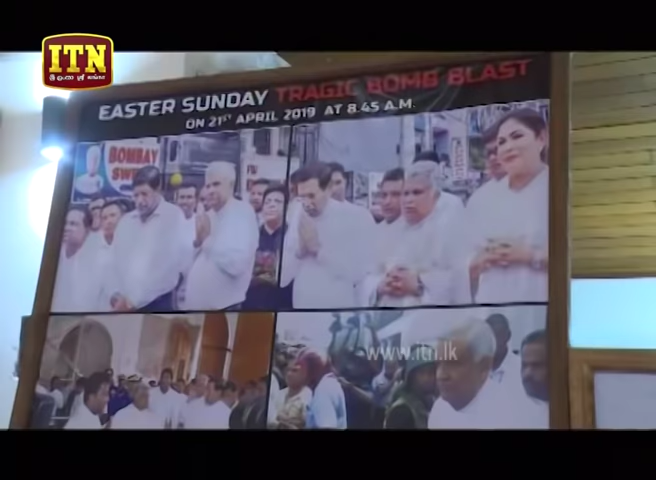 ITN
EASTER SUNDAY TRAGIC BOMB BLAST
ON 21ST APRIL 2019 AT 8.45 A.M.
BOMBAY
SWE
www.itn.lk